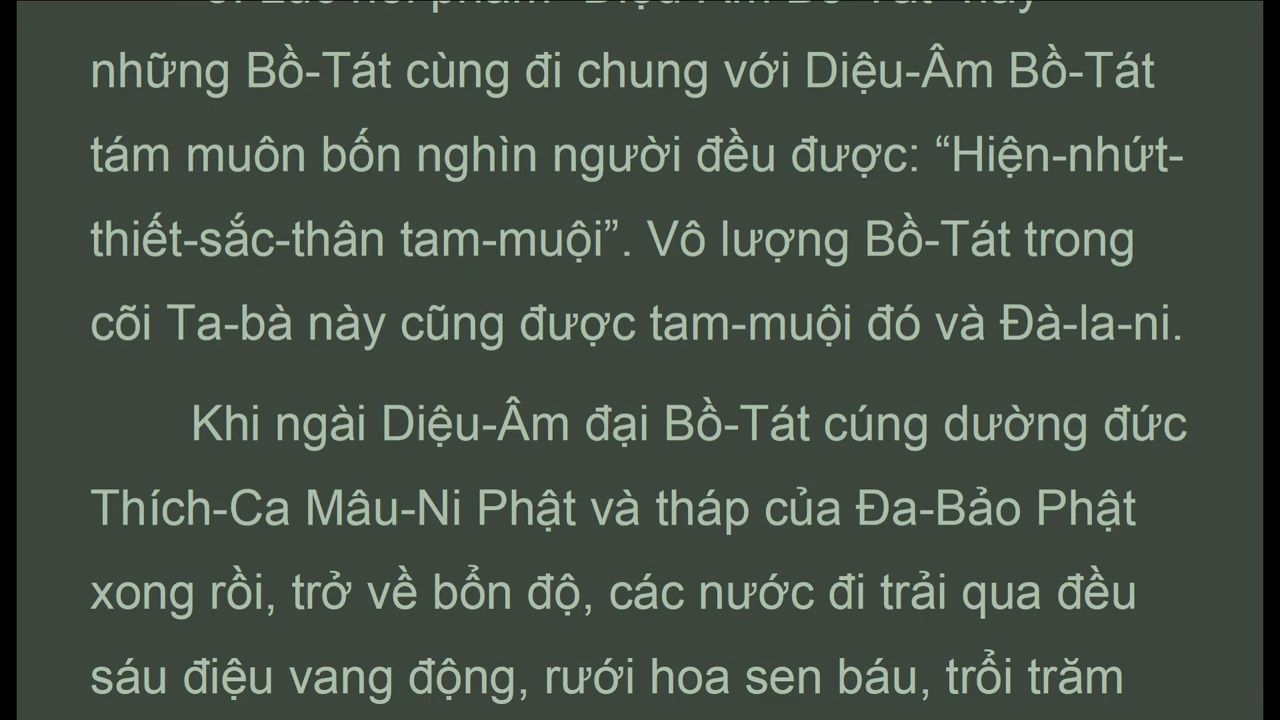 những Bồ-Tát cùng đi chung với Diệu-Âm Bồ-Tát
tám muôn bốn nghìn người đều được: “Hiện-nhứt-
thiết-sắc-thân tam-muội”. Vô lượng Bồ-Tát trong
cõi Ta-bà này cũng được tam-muội đó và Đà-la-ni.
Khi ngài Diệu-Âm đại Bồ-Tát cúng dường đức
Thích-Ca Mâu-Ni Phật và tháp của Đa-Bảo Phật
xong rồi, trở về bổn độ, các nước đi trải qua đều
sáu điệu vang động, rưới hoa sen báu, trổi trăm